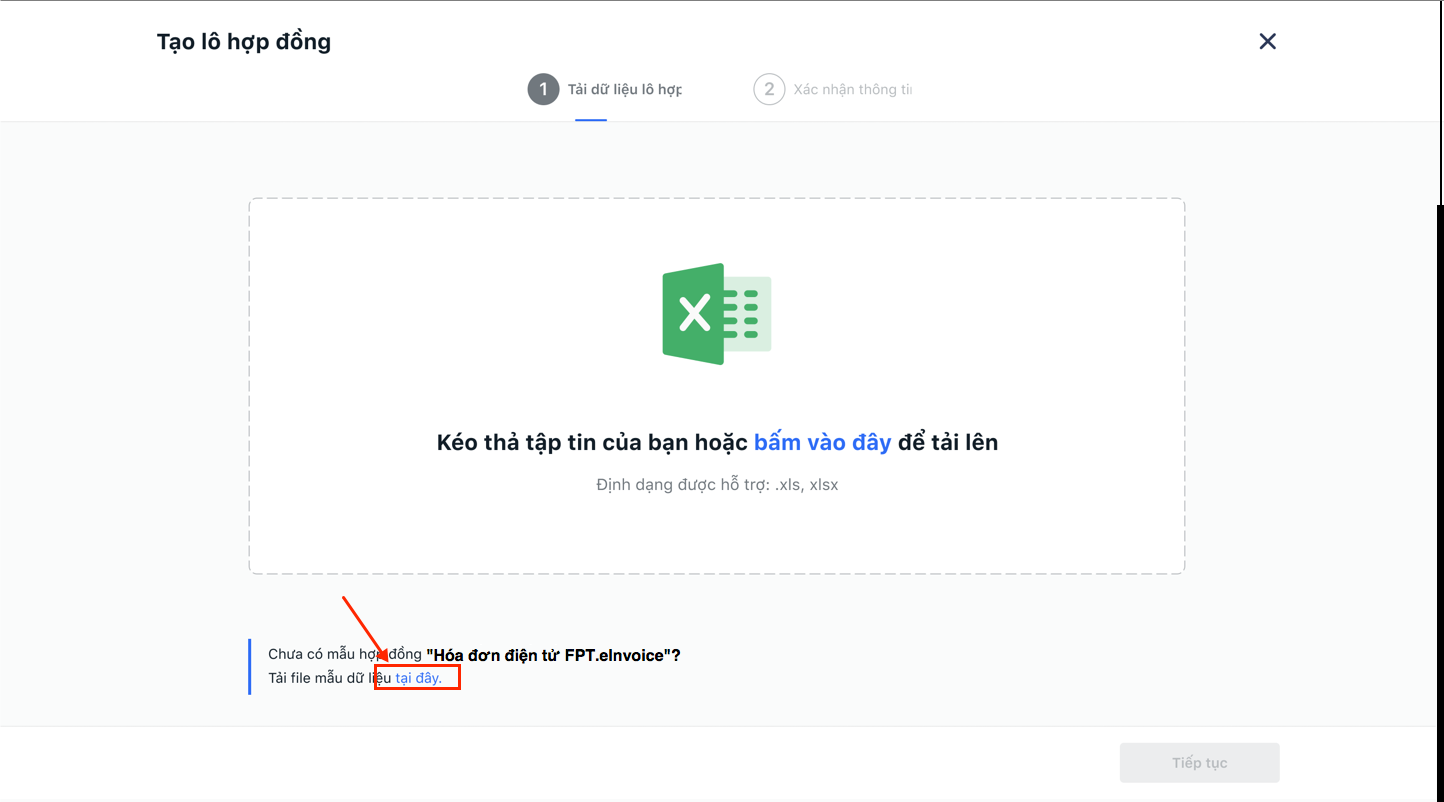 Tạo lô hợp đồng
1 Tải dữ liệu lô hợp
2 Xác nhận thông
X
Kéo thả tập tin của bạn hoặc bấm vào đây để tải lên
Định dạng được hỗ trợ: .xls, xlsx
Chưa có mẫu hợp đồng "Hóa đơn điện tử FPT.eInvoice"?
Tải file mẫu dữ liệu tại đây.
Tiếp tục